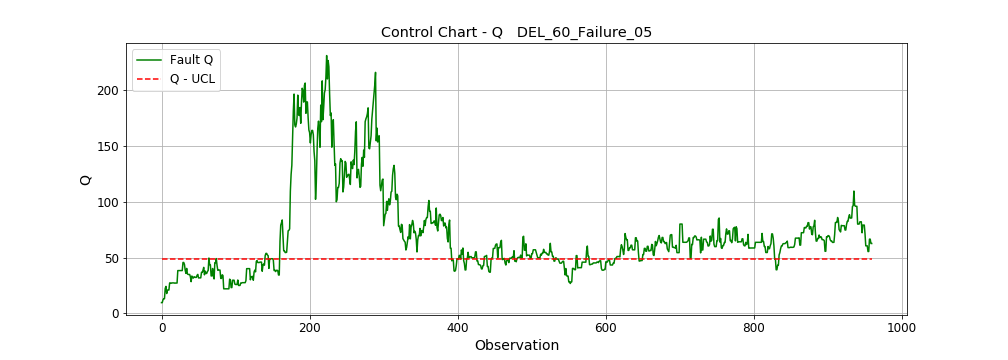 Control Chart - Q   DEL_60_Failure_05
Fault Q
Q - UCL
200
150
100
50
0
Q
0 200 400 600 800 1000
Observation